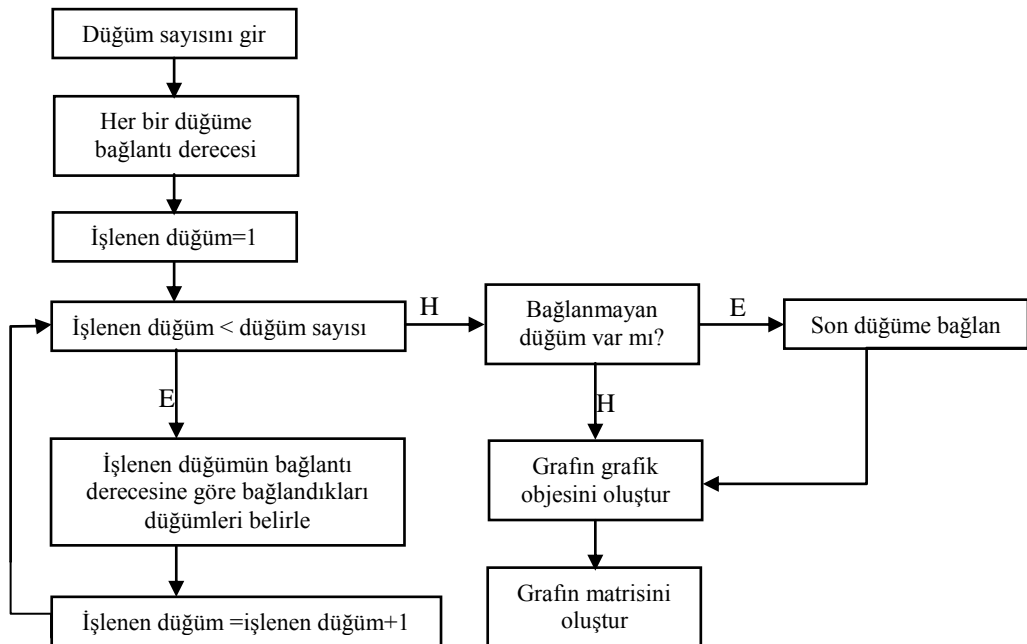 Düğüm sayısını gir
Her bir düğüme
bağlantı derecesi
İşlenen düğüm=1
İşlenen düğüm < düğüm sayısı
H
Bağlanmayan
düğüm var mı?
E
Son düğüme bağlan
E
H
İşlenen düğümün bağlantı
derecesine göre bağlandıkları
düğümleri belirle
Grafın grafik
objesini oluştur
İşlenen düğüm =işlenen düğüm+1
Grafın matrisini
oluştur